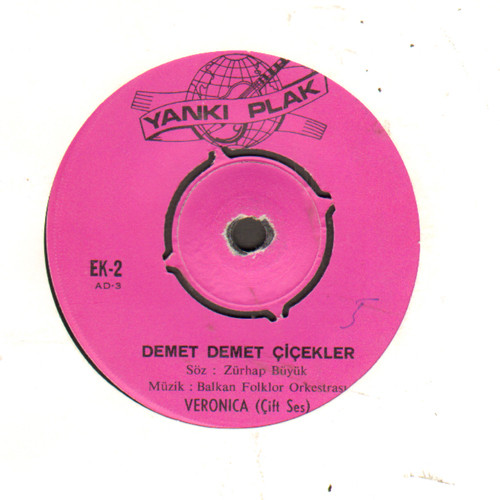 YANKI PLAK
EK-2
AD-3
5
DEMET DEMET ÇİÇEKLER
Söz : Zürhap Büyük
Müzik : Balkan Folklor Orkestrası
VERONICA (Çift Ses)